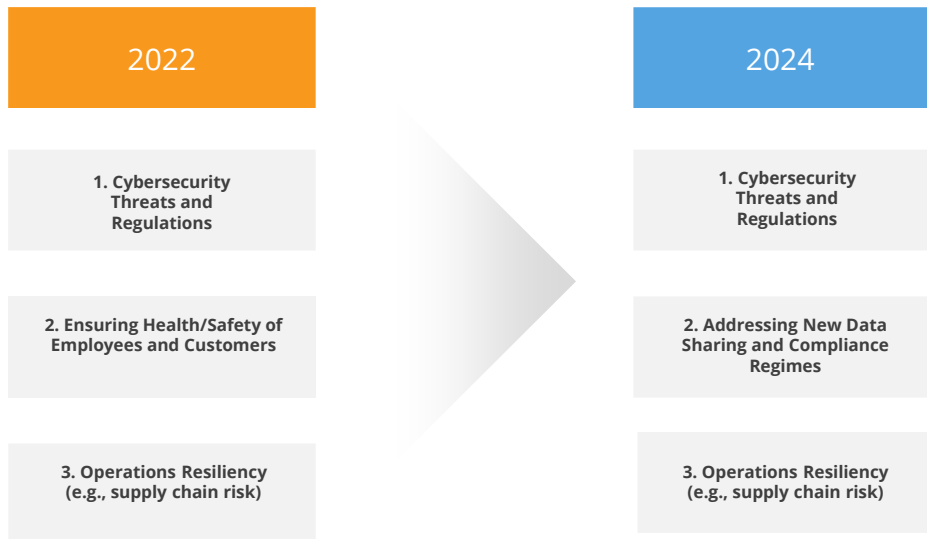 2022
1. Cybersecurity
Threats and
Regulations
2. Ensuring Health/Safety of
Employees and Customers
3. Operations Resiliency
(e.g., supply chain risk)
2024
1. Cybersecurity
Threats and
Regulations
2. Addressing New Data
Sharing and Compliance
Regimes
3. Operations Resiliency
(e.g., supply chain risk)